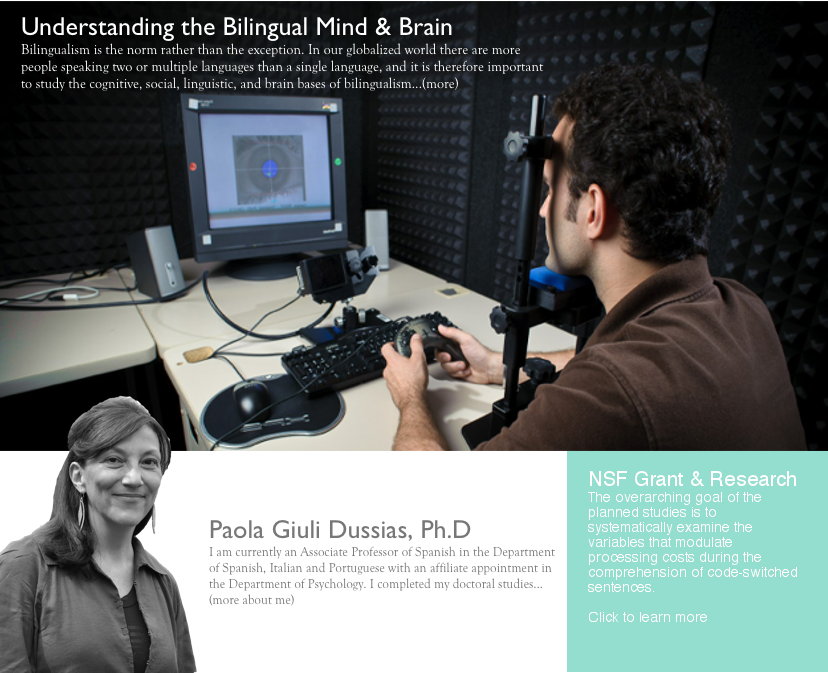 Understanding the Bilingual Mind & Brain
Bilingualism is the norm rather than the exception. In our globalized world there are more
people speaking two or multiple languages than a single language, and it is therefore important
to study the cognitive, social, linguistic, and brain bases of bilingualism...(more)
Paola Giuli Dussias, Ph.D
I am currently an Associate Professor of Spanish in the Department
of Spanish, Italian and Portuguese with an affiliate appointment in
the Department of Psychology. I completed my doctoral studies...
(more about me)
NSF Grant & Research
The overarching goal of the
planned studies is to
systematically examine the
variables that modulate
processing costs during the
comprehension of code-switched
sentences.
Click to learn more